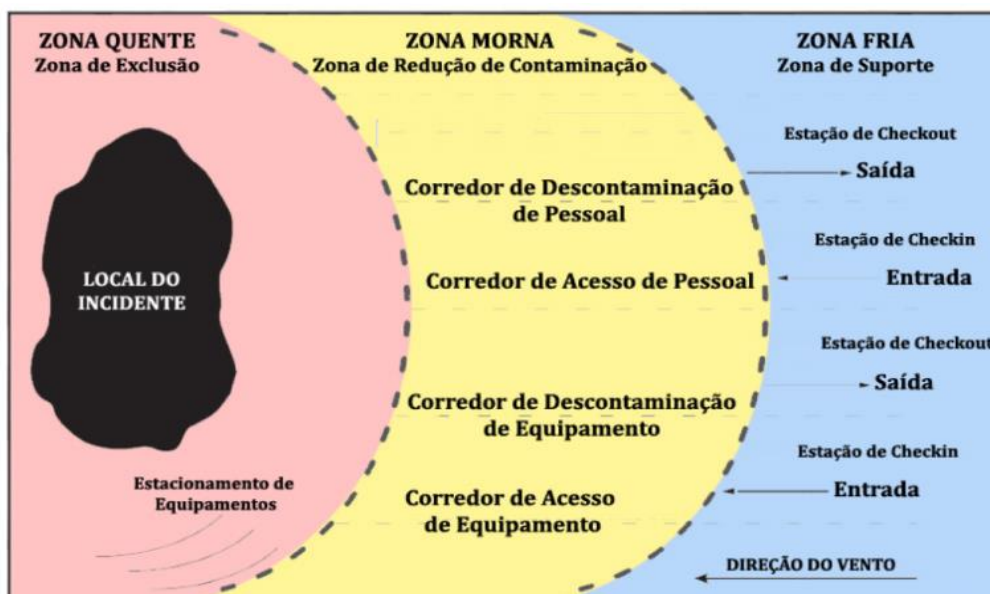 ZONA QUENTE
Zona de Exclusão
ZONA MORNA
Zona de Redução de Contaminação
ZONA FRIA
Zona de Suporte
Estação de Checkout
Saída
Corredor de Descontaminação
de Pessoal
Estação de Checkin
Entrada
Corredor de Acesso de Pessoal
LOCAL DO
INCIDENTE
Estação de Checkout
Saída
Corredor de Descontaminação
de Equipamento
Estação de Checkin
Entrada
Estacionamento de
Equipamentos
Corredor de Acesso
de Equipamento
DIREÇÃO DO VENTO